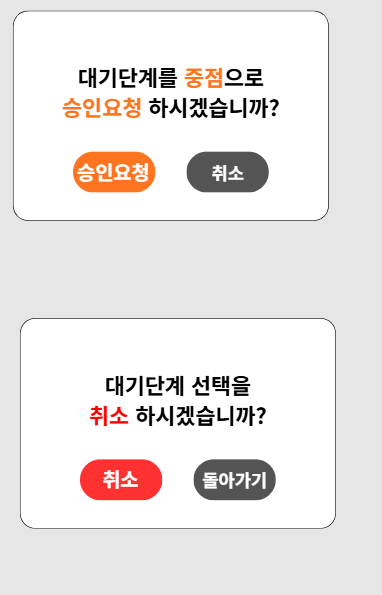 대기단계를 중점으로
승인요청 하시겠습니까?
승인요청 취소
대기단계 선택을
취소 하시겠습니까?
취소 돌아가기